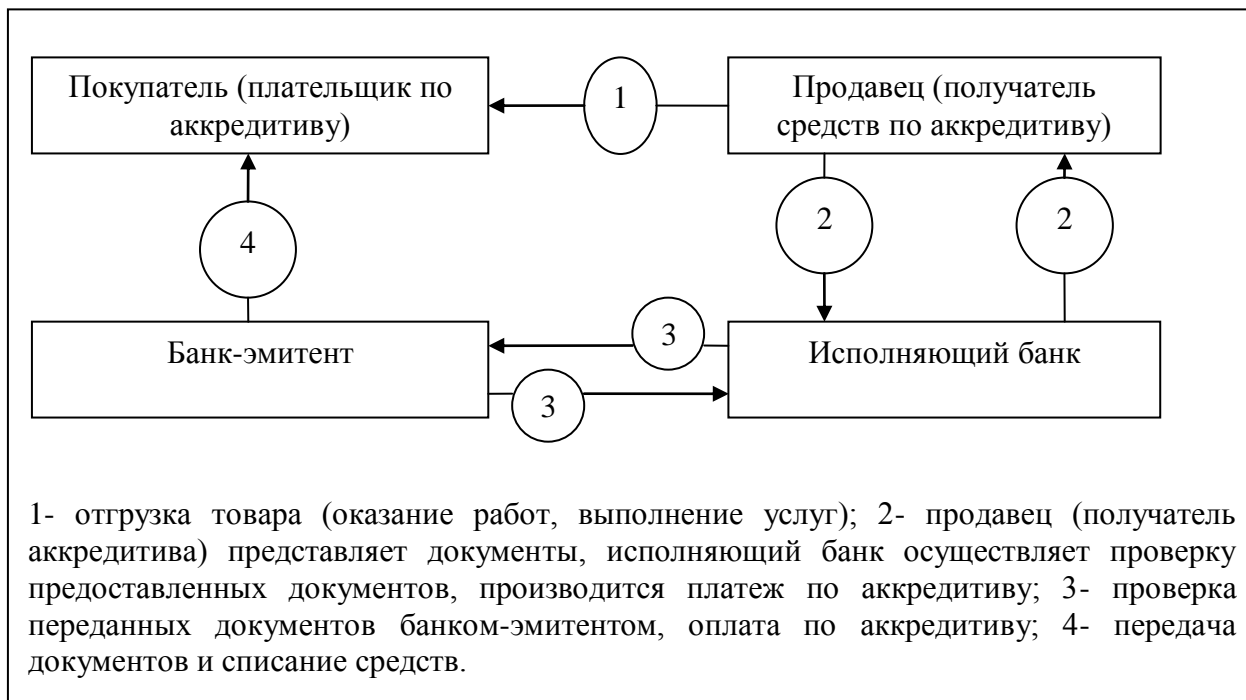 Покупатель (плательщик по
аккредитиву)
1
Продавец (получатель
средств по аккредитиву)
4
2
2
Банк-эмитент
3
3
Исполняющий банк
1- отгрузка товара (оказание работ, выполнение услуг); 2- продавец (получатель
аккредитива) представляет документы, исполняющий банк осуществляет проверку
предоставленных документов, производится платеж по аккредитиву; 3- проверка
переданных документов банком-эмитентом, оплата по аккредитиву; 4- передача
документов и списание средств.